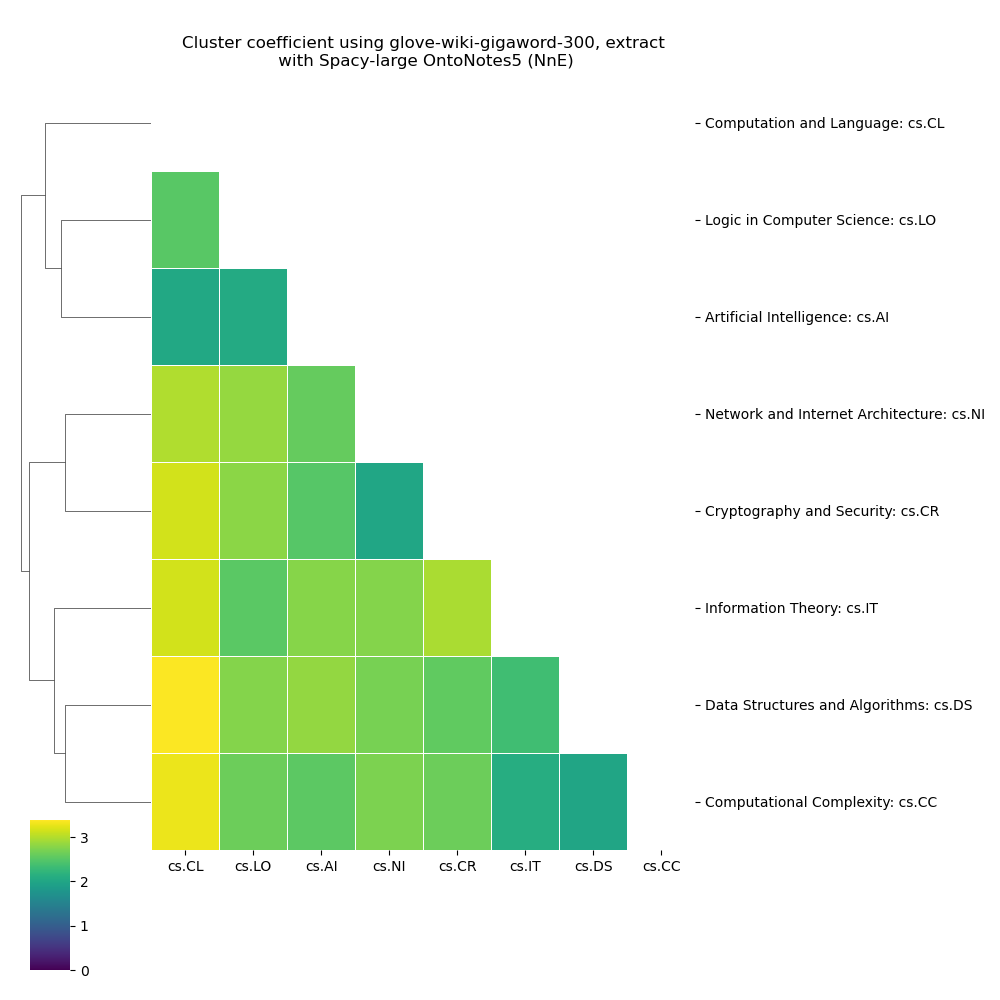 Cluster coefficient using glove-wiki-gigaword-300, extract
with Spacy-large OntoNotes5 (NnE)
Computation and Language: cs.CL
Logic in Computer Science: cs.LO
Artificial Intelligence: cs.AI
Network and Internet Architecture: cs.NI
Cryptography and Security: cs.CR
Information Theory: cs.IT
Data Structures and Algorithms: cs.DS
Computational Complexity: cs.CC
cs.CL cs.LO cs.AI cs.NI cs.CR cs.IT cs.DS cs.CC
3
2
1
0